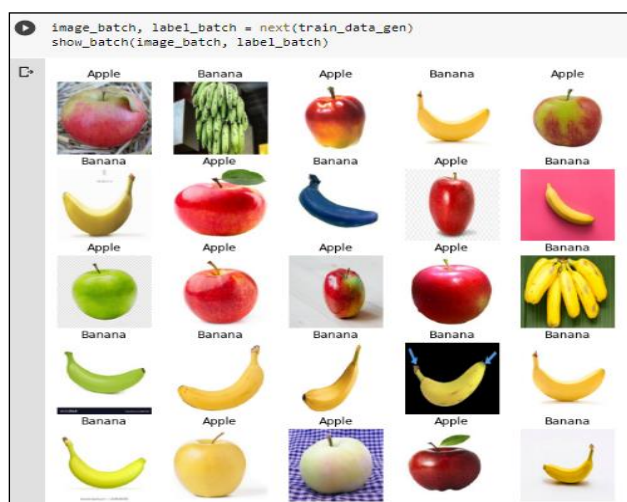 image_batch, label_batch = next(train_data_gen)
show_batch(image_batch, label_batch)
Apple Banana Apple Banana Apple
Banana Apple Banana Apple Banana
Apple Apple Apple Apple Banana
Banana Banana Banana Banana Banana
Banana Apple Apple Apple Banana